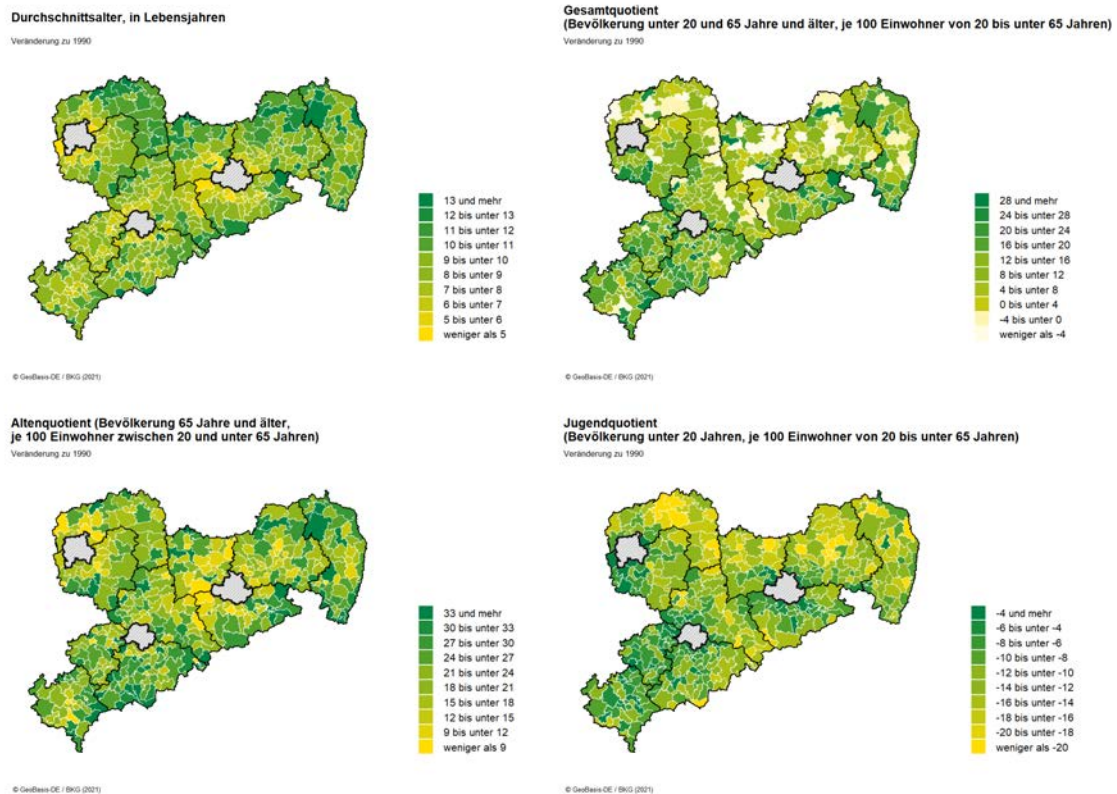 Durchschnittsalter, in Lebensjahren
Veränderung zu 1990
13 und mehr
12 bis unter 13
11 bis unter 12
10 bis unter 11
9 bis unter 10
8 bis unter 9
7 bis unter 8
6 bis unter 7
5 bis unter 6
weniger als 5
© GeoBasis-DE / BKG (2021)
Gesamtquotient
(Bevölkerung unter 20 und 65 Jahre und älter, je 100 Einwohner von 20 bis unter 65 Jahren)
Veränderung zu 1990
28 und mehr
24 bis unter 28
20 bis unter 24
16 bis unter 20
12 bis unter 16
8 bis unter 12
4 bis unter 8
0 bis unter 4
-4 bis unter 0
weniger als -4
© GeoBasis-DE / BKG (2021)
Altenquotient (Bevölkerung 65 Jahre und älter,
je 100 Einwohner zwischen 20 und unter 65 Jahren)
Veränderung zu 1990
33 und mehr
30 bis unter 33
27 bis unter 30
24 bis unter 27
21 bis unter 24
18 bis unter 21
15 bis unter 18
12 bis unter 15
9 bis unter 12
weniger als 9
© GeoBasis-DE / BKG (2021)
Jugendquotient
(Bevölkerung unter 20 Jahren, je 100 Einwohner von 20 bis unter 65 Jahren)
Veränderung zu 1990
-4 und mehr
-6 bis unter -4
-8 bis unter -6
-10 bis unter -8
-12 bis unter -10
-14 bis unter -12
-16 bis unter -14
-18 bis unter -16
-20 bis unter -18
weniger als -20
© GeoBasis-DE / BKG (2021)